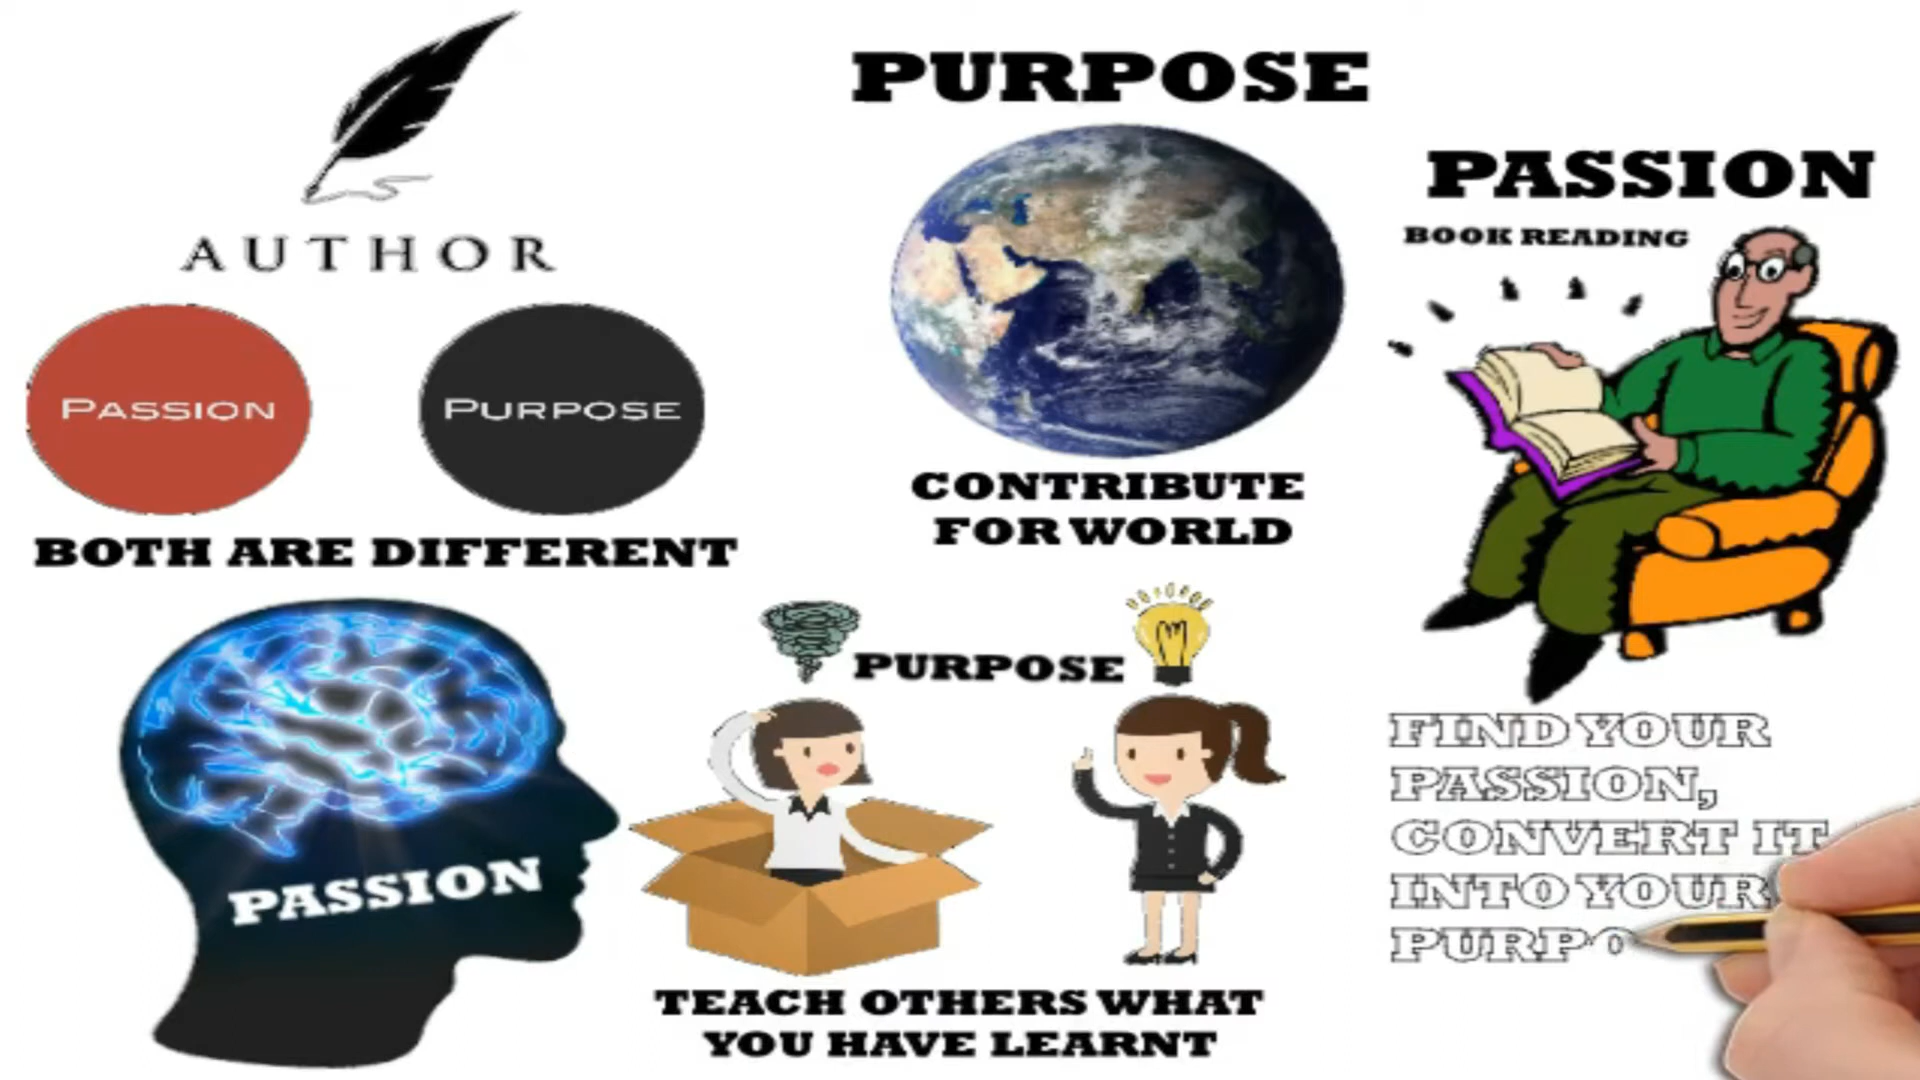 AUTHOR
PASSION
PURPOSE
BOTH ARE DIFFERENT
PURPOSE
CONTRIBUTE
FOR WORLD
PASSION
BOOK READING
PASSION
PURPOSE
TEACH OTHERS WHAT
YOU HAVE LEARNT
FIND YOUR
PASSION,
CONVERT IT
INTO YOUR
PURPO